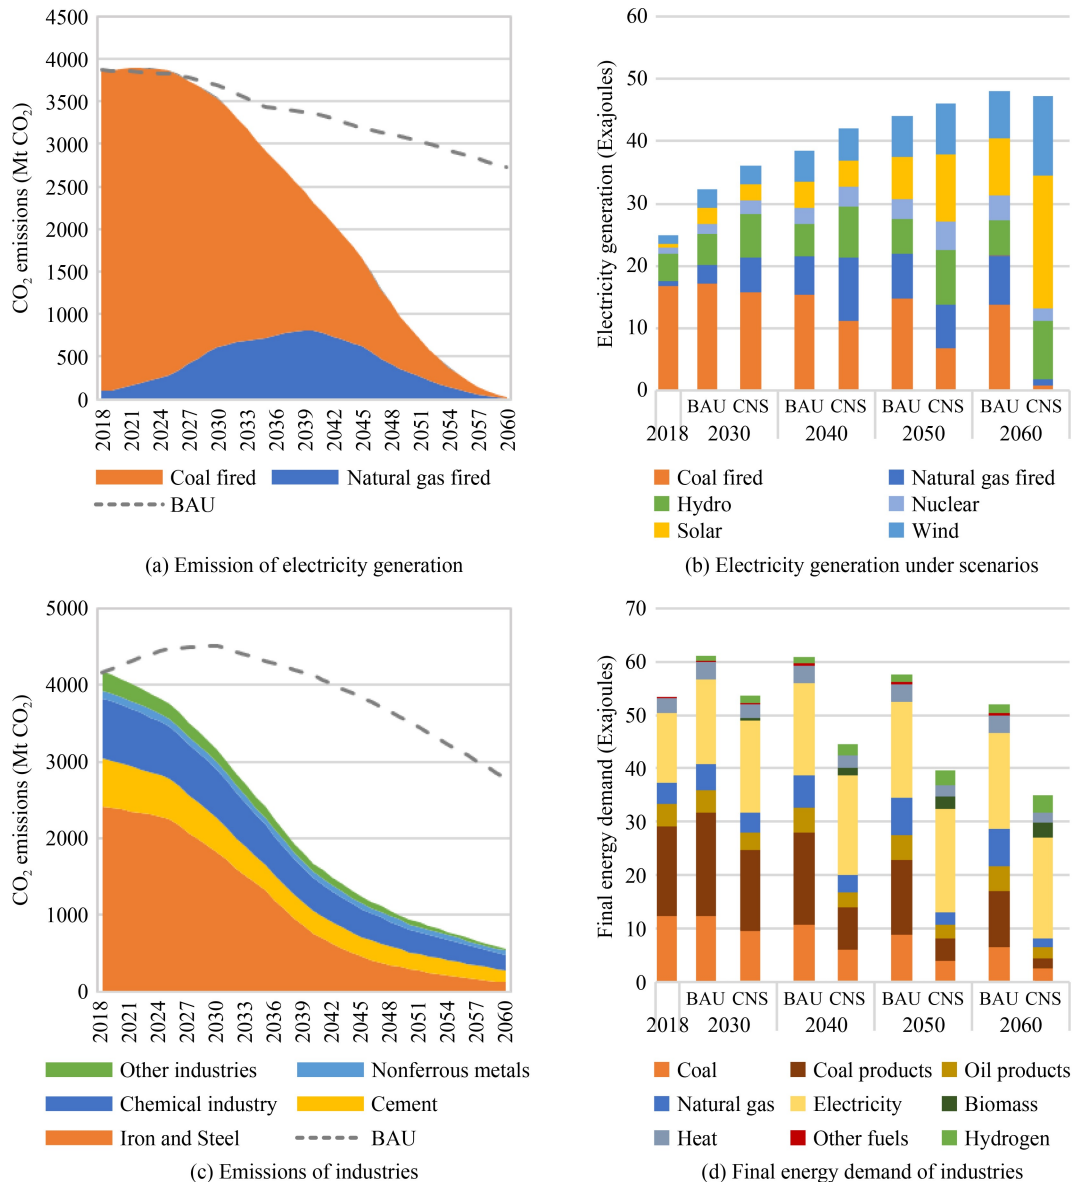 4500
4000
3500
3000
2500
2000
1500
1000
500
0
CO2 emissions (Mt CO2)
2018 2021 2024 2027 2030 2033 2036 2039 2042 2045 2048 2051 2054 2057 2060
Coal fired Natural gas fired
BAU
(a) Emission of electricity generation
60
50
40
30
20
10
0
Electricity generation (Exajoules)
BAU CNS BAU CNS BAU CNS BAU CNS
2018 2030 2040 2050 2060
Coal fired Natural gas fired
Hydro Nuclear
Solar Wind
(b) Electricity generation under scenarios
5000
4000
3000
2000
1000
0
CO2 emissions (Mt CO2)
2018 2021 2024 2027 2030 2033 2036 2039 2042 2045 2048 2051 2054 2057 2060
Other industries Nonferrous metals
Chemical industry Cement
Iron and Steel BAU
(c) Emissions of industries
70
60
50
40
30
20
10
0
Final energy demand (Exajoules)
BAU CNS BAU CNS BAU CNS BAU CNS
2018 2030 2040 2050 2060
Coal Coal products Oil products
Natural gas Electricity Biomass
Heat Other fuels Hydrogen
(d) Final energy demand of industries